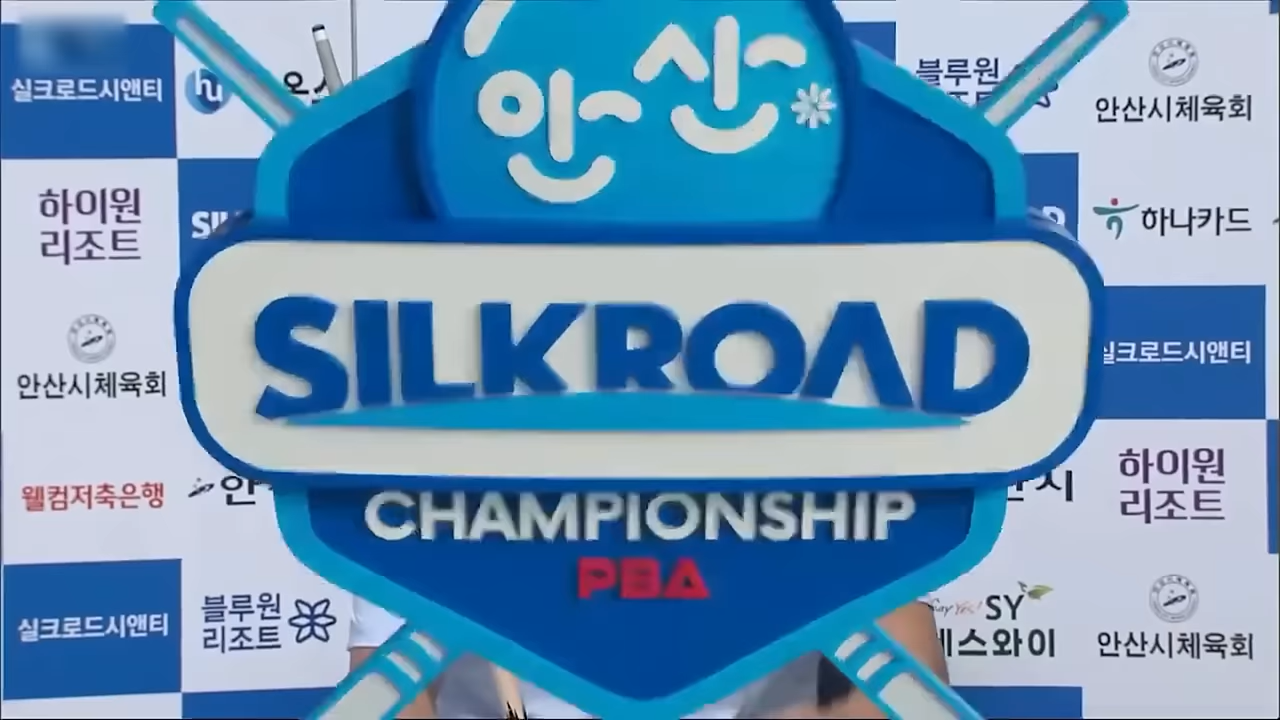 안산
SILKROAD
CHAMPIONSHIP
PBA
실크로드시앤티
hu
블루원
안산시체육회
하이원
리조트
하나카드
안산시체육회
실크로드시앤티
웰컴저축은행
하이원
리조트
실크로드시앤티
블루원
리조트
Say Yes! SY
에스와이
안산시체육회